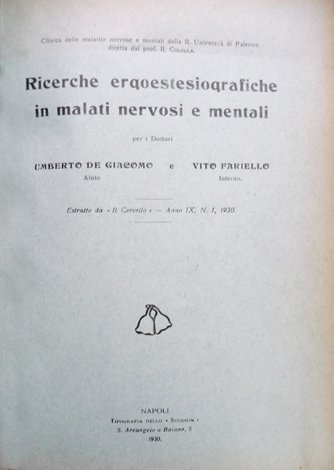 Clinica delle malattie nervose e mentali della R. Università di Palermo
diretta dal prof. R. COLELLA.
Ricerche ergoestesiografiche
in malati nervosi e mentali
per i Dottori
UMBERTO DE GIACOMO e VITO FARIELLO
Aiuto Interno.
Estratto da « Il Cervello » — Anno IX, N. 1, 1930.
NAPOLI
TIPOGRAFIA DELLO « STUDIUM »
S. Arcangelo a Baiano, 5
1930.